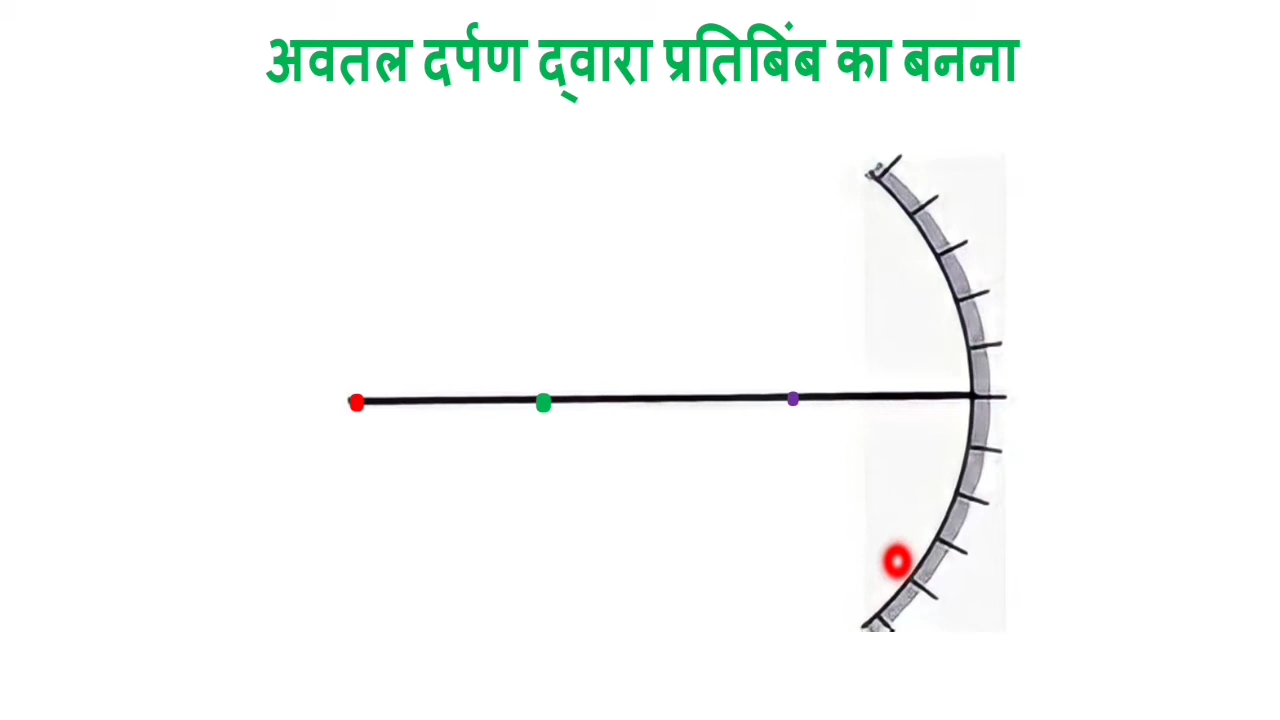 अवतल दर्पण द्वारा प्रतिबिंब का बनना